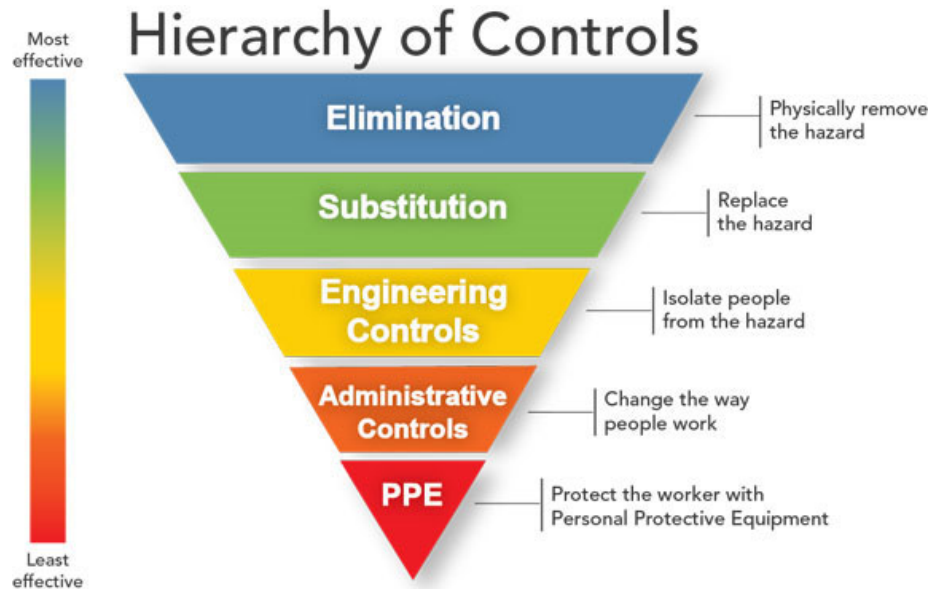 Hierarchy of Controls
Most
effective
Elimination
Physically remove
the hazard
Substitution
Replace
the hazard
Engineering
Controls
Isolate people
from the hazard
Administrative
Controls
Change the way
people work
PPE
Protect the worker with
Personal Protective Equipment
Least
effective